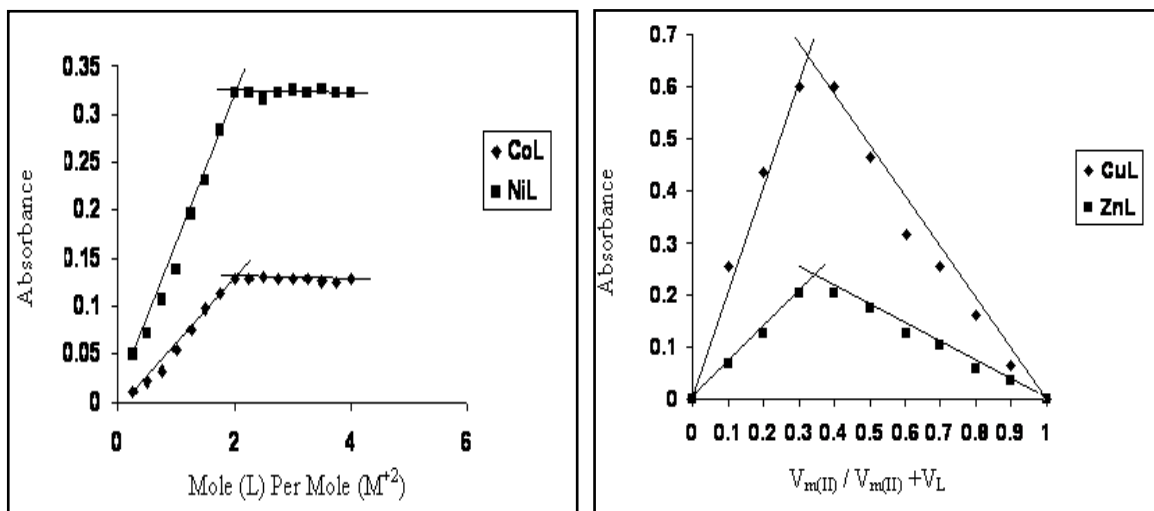 0.35
0.3
0.25
0.2
0.15
0.1
0.05
0
0 2 4 6
Absorbance
Mole (L) Per Mole (M⁺²)
CoL
NiL
0.7
0.6
0.5
0.4
0.3
0.2
0.1
0
0 0.1 0.2 0.3 0.4 0.5 0.6 0.7 0.8 0.9 1
Absorbance
Vm(II) / Vm(II) +VL
CuL
ZnL